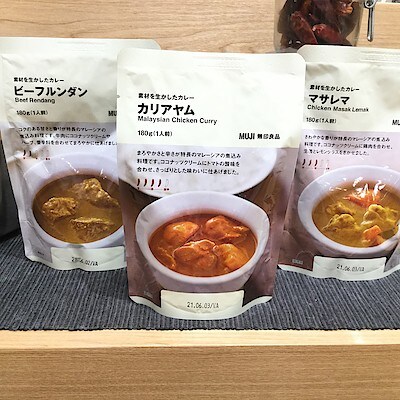 素材を生かしたカレー
ビーフルンダン
Beef Rendang
180g(1人前)
素材を生かしたカレー
カリアヤム
Malaysian Chicken Curry
180g(1人前)
MUJI 無印良品
まろやかさと辛さが特長のマレーシアの煮込み
料理です。ココナッツクリームにトマトの酸味を
合わせ、さっぱりとした味わいに仕上げました。
21.06.03/VA
素材を生かしたカレー
マサレマ
Chicken Masak Lemak
180g(1人前)
MUJI
21.06.03/VA